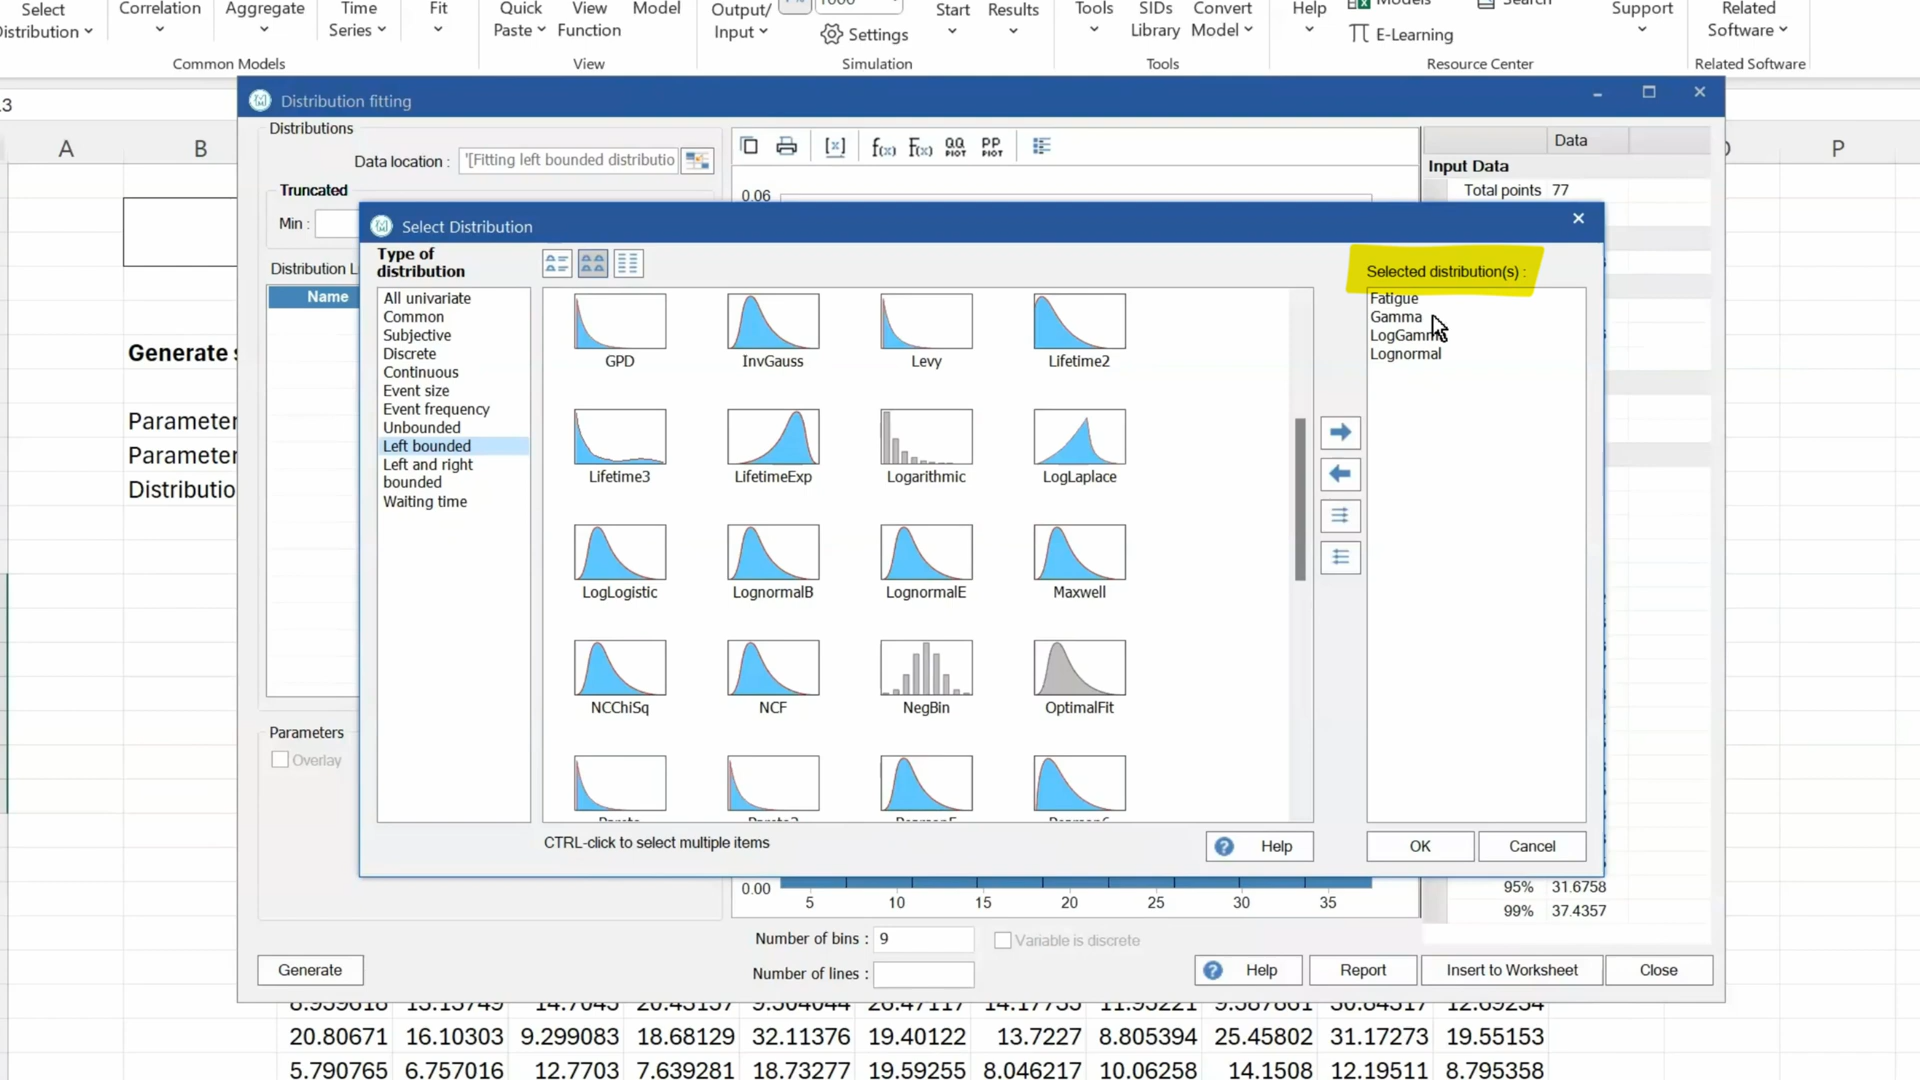 Select
Distribution
Correlation
Aggregate
Time
Series
Fit
Quick
Paste
View
Function
Model
Output/
Input
Settings
Start
Results
Tools
SIDs
Library
Convert
Model
Help
E-Learning
Support
Related
Software
Common Models
View
Simulation
Tools
Resource Center
Related Software
A
B
P
Distribution fitting
Distributions
Data location :
'[Fitting left bounded distributio
Truncated
Min :
Distribution L
Name
[x]
f(x)
F(x)
QQ
PLOT
PP
PLOT
0.06
Data
Input Data
Total points 77
Generate s
Parameter
Parameter
Distributio
Select Distribution
Type of
distribution
All univariate
Common
Subjective
Discrete
Continuous
Event size
Event frequency
Unbounded
Left bounded
Left and right
bounded
Waiting time
GPD
InvGauss
Levy
Lifetime2
Lifetime3
LifetimeExp
Logarithmic
LogLaplace
LogLogistic
LognormalB
LognormalE
Maxwell
NCChiSq
NCF
NegBin
OptimalFit
Selected distribution(s) :
Fatigue
Gamma
LogGamma
Lognormal
CTRL-click to select multiple items
Help
OK
Cancel
Parameters
Overlay
0.00
5 10 15 20 25 30 35
95% 31.6758
99% 37.4357
Number of bins : 9
Variable is discrete
Number of lines :
Generate
Help
Report
Insert to Worksheet
Close
20.80671 16.10303 9.299083 18.68129 32.11376 19.40122 13.7227 8.805394 25.45802 31.17273 19.55153
5.790765 6.757016 12.7703 7.639281 18.73277 19.59255 8.046217 10.06258 14.1508 12.19511 8.795358